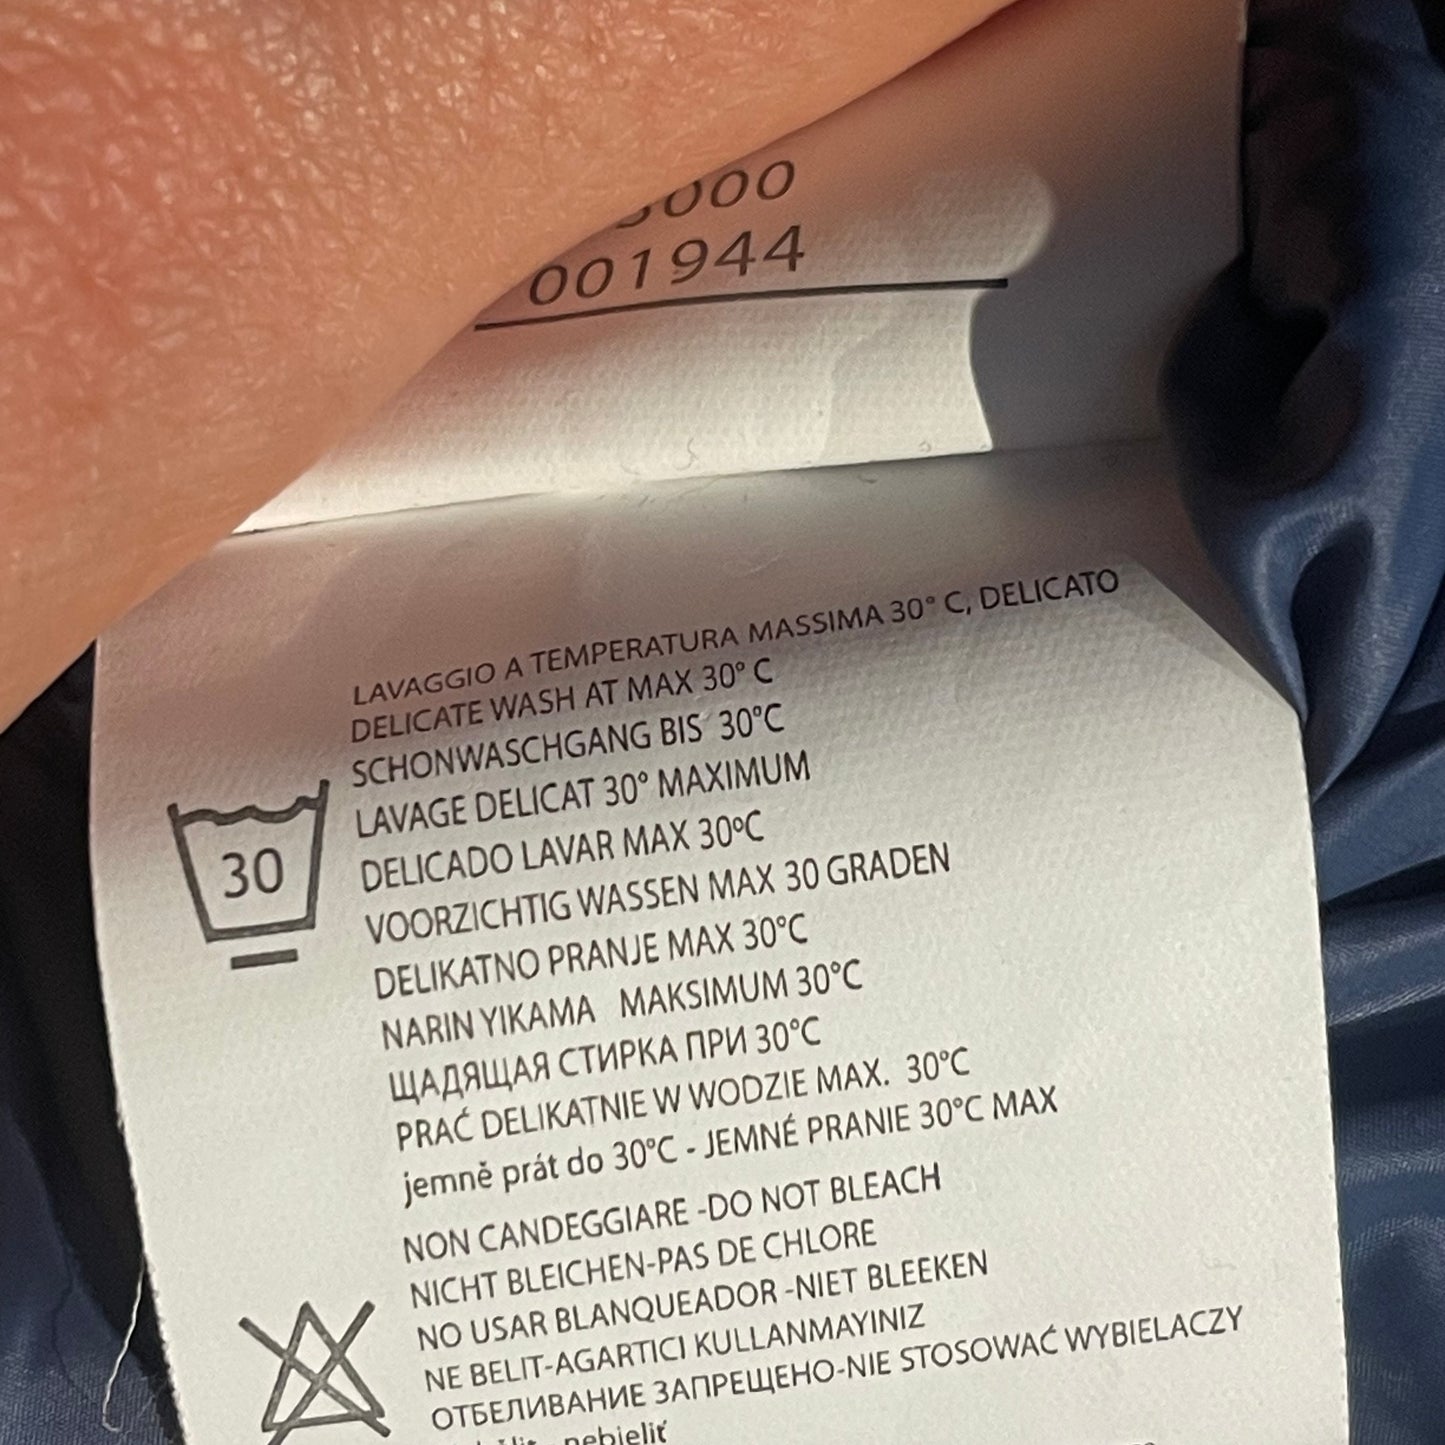 000
001944
LAVAGGIO A TEMPERATURA MASSIMA 30° C, DELICATO
DELICATE WASH AT MAX 30° C
SCHONWASCHGANG BIS 30°C
LAVAGE DELICAT 30° MAXIMUM
DELICADO LAVAR MAX 30ºC
VOORZICHTIG WASSEN MAX 30 GRADEN
DELIKATNO PRANJE MAX 30°C
NARIN YIKAMA MAKSIMUM 30°C
ЩАДЯЩАЯ СТИРКА ПРИ 30°C
PRAĆ DELIKATNIE W WODZIE MAX. 30°C
jemně prát do 30°C - JEMNÉ PRANIE 30°C MAX
30
NON CANDEGGIARE -DO NOT BLEACH
NICHT BLEICHEN-PAS DE CHLORE
NO USAR BLANQUEADOR -NIET BLEEKEN
NE BELIT-AGARTICI KULLANMAYINIZ
ОТБЕЛИВАНИЕ ЗАПРЕЩЕНО-NIE STOSOWAĆ WYBIELACZY
nebieliť